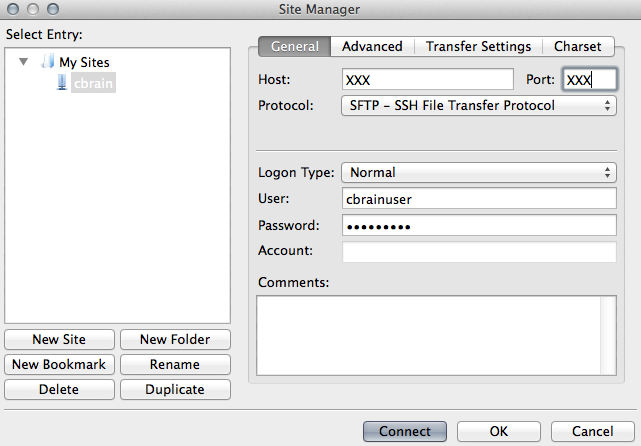 Site Manager
Select Entry:
My Sites
cbrain
New Site New Folder
New Bookmark Rename
Delete Duplicate
General Advanced Transfer Settings Charset
Host: XXX Port: XXX
Protocol: SFTP - SSH File Transfer Protocol
Logon Type: Normal
User: cbrainuser
Password: •••••••••
Account:
Comments:
Connect OK Cancel